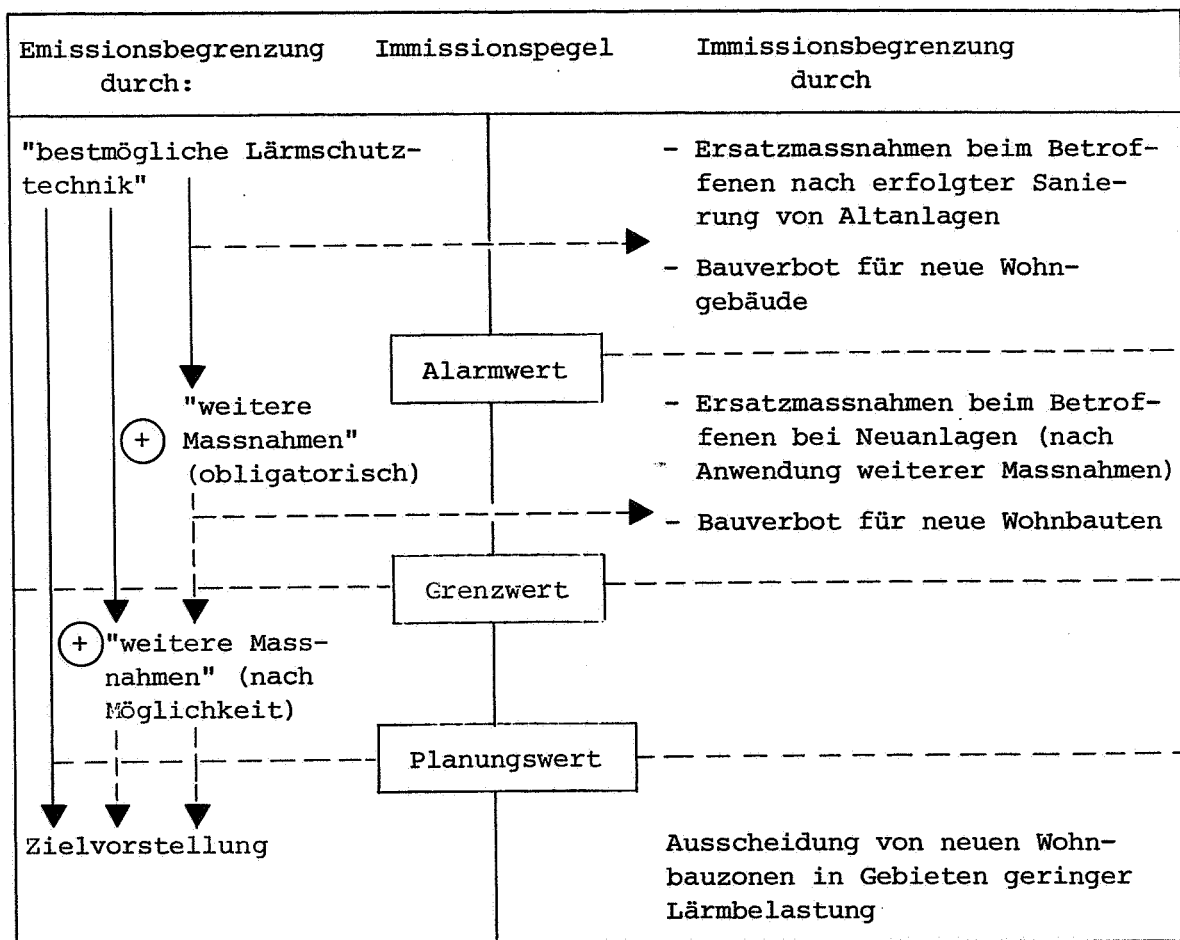 Emissionsbegrenzung durch:
Immissionspegel
Immissionsbegrenzung durch
"bestmögliche Lärmschutz-
technik"
- Ersatzmassnahmen beim Betrof-
fenen nach erfolgter Sanie-
rung von Altanlagen
- Bauverbot für neue Wohn-
gebäude
Alarmwert
+ "weitere
Massnahmen"
(obligatorisch)
- Ersatzmassnahmen beim Betrof-
fenen bei Neuanlagen (nach
Anwendung weiterer Massnahmen)
- Bauverbot für neue Wohnbauten
Grenzwert
+ "weitere Mass-
nahmen" (nach
Möglichkeit)
Planungswert
Zielvorstellung
Ausscheidung von neuen Wohn-
bauzonen in Gebieten geringer
Lärmbelastung